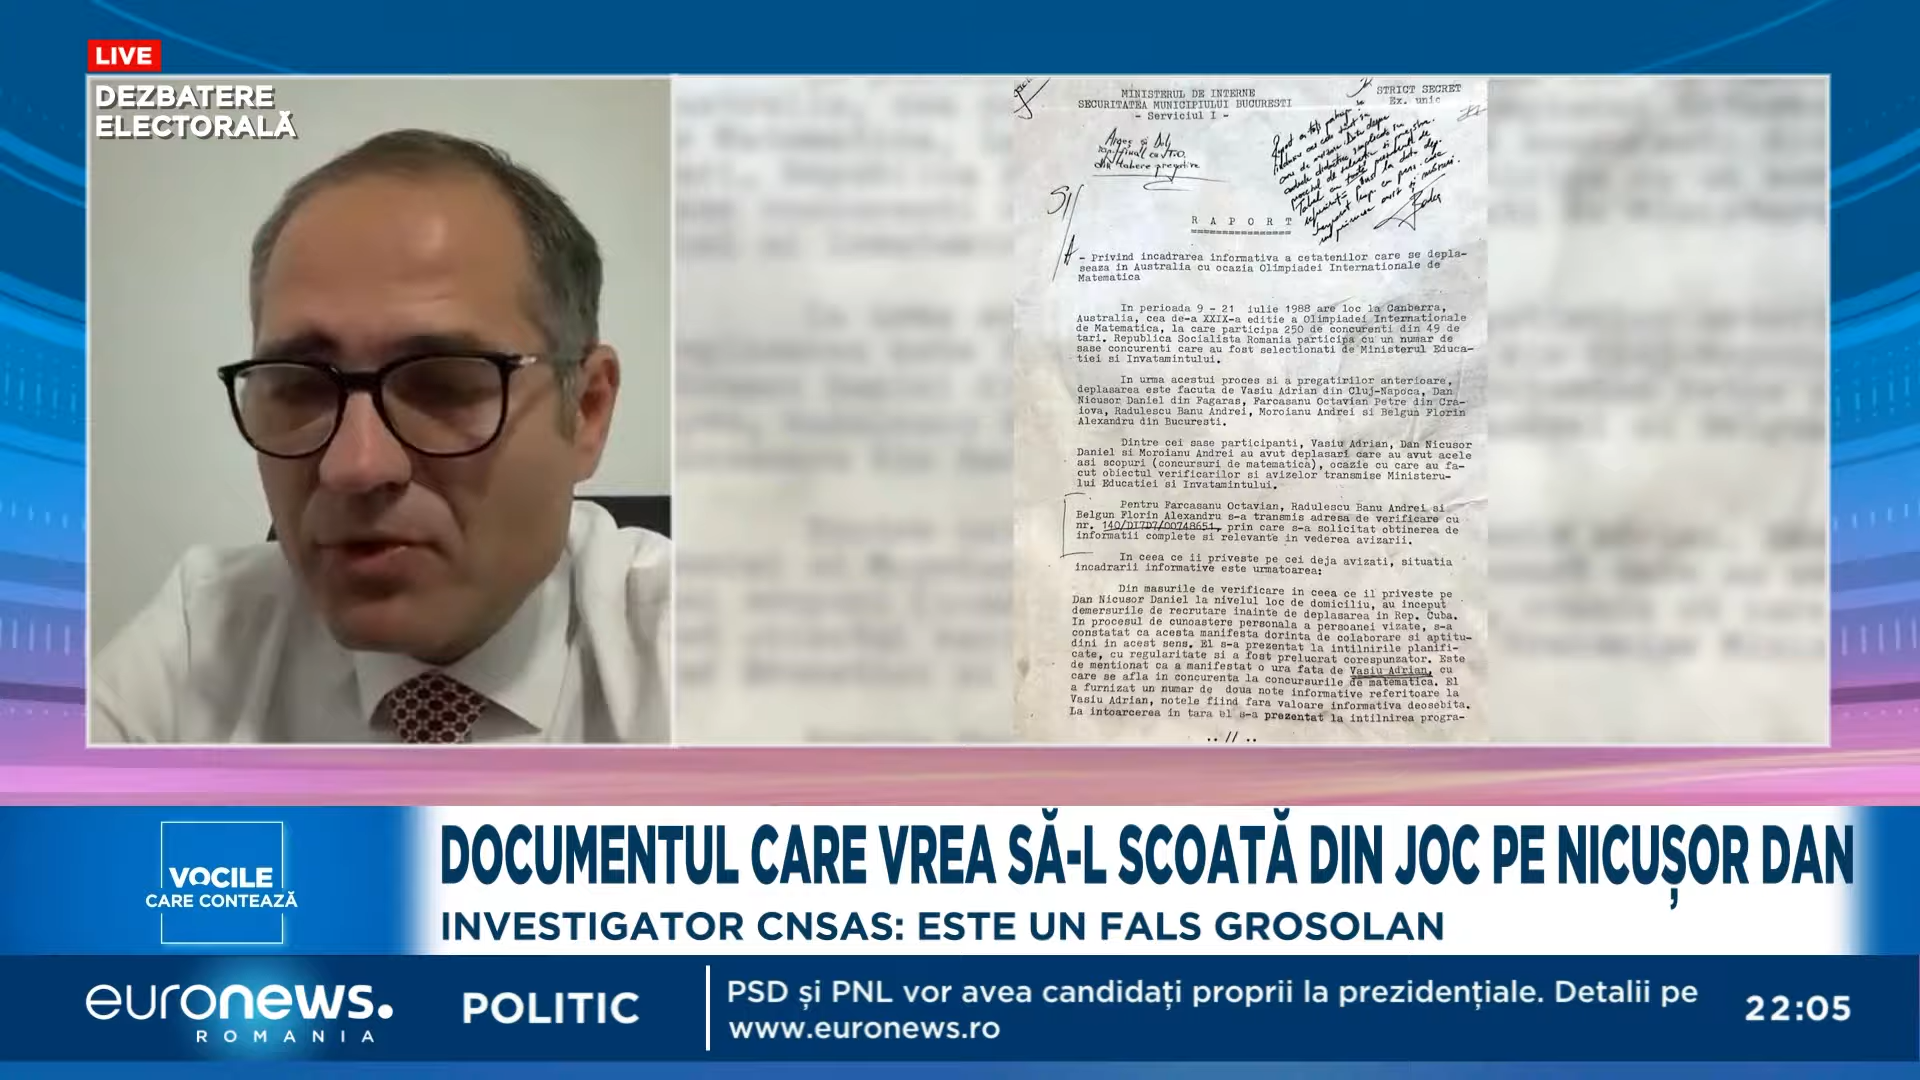 LIVE
DEZBATERE
ELECTORALĂ
MINISTERUL DE INTERNE
SECURITATEA MUNICIPIULUI BUCURESTI
- Serviciul I -
STRICT SECRET
Ex. unic
Argeș și Dolj
din Mabere pregative
SI/
A
R A P O R T
- Privind incadrarea informativa a cetatenilor care se depla-
seaza in Australia cu ocazia Olimpiadei Internationale de
Matematica
In perioada 9 - 21 iulie 1988 are loc la Canberra,
Australia, cea de-a XXIX-a editie a Olimpiadei Internationale
de Matematica, la care participa 250 de concurenti din 49 de
tari. Republica Socialista Romania participa cu un numar de
sase concurenti care au fost selectionati de Ministerul Educa-
tiei si Invatamintului.
In urma acestui proces si a pregatirilor anterioare,
deplasarea este facuta de Vasiu Adrian din Cluj-Napoca, Dan
Nicusor Daniel din Fagaras, Farcasanu Octavian Petre din Cra-
iova, Radulescu Banu Andrei, Moroianu Andrei si Belgun Florin
Alexandru din Bucuresti.
Dintre cei sase participanti, Vasiu Adrian, Dan Nicusor
Daniel si Moroianu Andrei au avut deplasari care au avut acele
asi scopuri (concursuri de matematica), ocazie cu care au fa-
cut obiectul verificarilor si avizelor transmise Ministeru-
lui Educatiei si Invatamintului.
Pentru Farcasanu Octavian, Radulescu Banu Andrei si
Belgun Florin Alexandru s-a transmis adresa de verificare cu
nr. 140/DI7D7/00748651, prin care s-a solicitat obtinerea de
informatii complete si relevante in vederea avizarii.
In ceea ce ii priveste pe cei deja avizati, situatia
incadrarii informative este urmatoarea:
Din masurile de verificare in ceea ce il priveste pe
Dan Nicusor Daniel la nivelul loc de domiciliu, au inceput
demersurile de recrutare inainte de deplasarea in Rep. Cuba.
In procesul de cunoastere personala a persoanei vizate, s-a
constatat ca acesta manifesta dorinta de colaborare si aptitu-
dini in acest sens. El s-a prezentat la intilnirile planifi-
cate, cu regularitate si a fost prelucrat corespunzator. Este
de mentionat ca a manifestat o ura fata de Vasiu Adrian, cu
care se afla in concurenta la concursurile de matematica. El
a furnizat un numar de doua note informative referitoare la
Vasiu Adrian, notele fiind fara valoare informativa deosebita.
La intoarcerea in tara el s-a prezentat la intilnirea progra-
.. // ..
VOCILE
CARE CONTEAZĂ
DOCUMENTUL CARE VREA SĂ-L SCOATĂ DIN JOC PE NICUȘOR DAN
INVESTIGATOR CNSAS: ESTE UN FALS GROSOLAN
euronews.
ROMANIA
POLITIC
PSD și PNL vor avea candidați proprii la prezidențiale. Detalii pe
www.euronews.ro
22:05